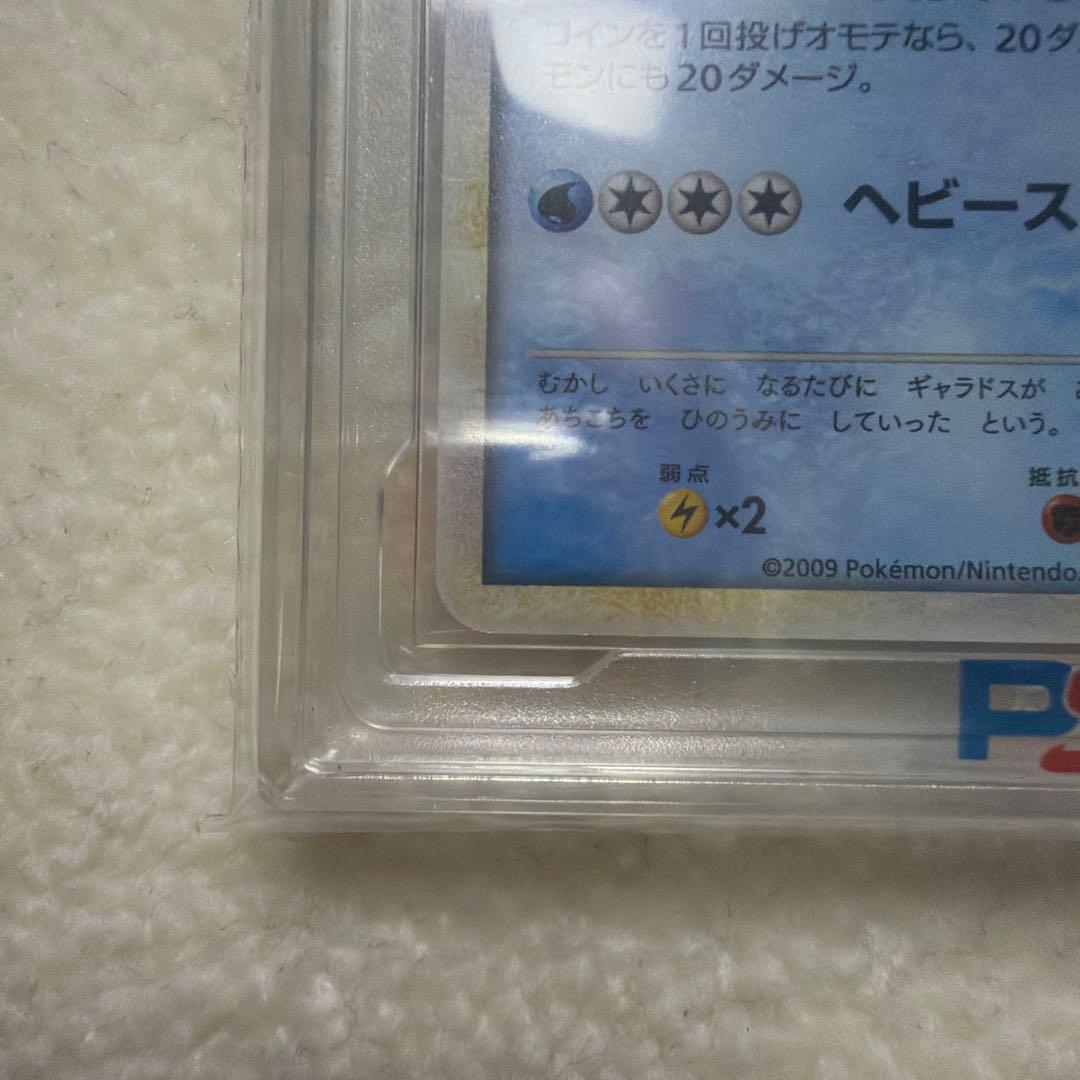 コインを1回投げオモテなら、20ダ
モンにも20ダメージ。
ヘビース
むかし いくさに なるたびに ギャラドスが
あちこちを ひのうみに していった という。
弱点
抵抗
×2
©2009 Pokémon/Nintendo
PS